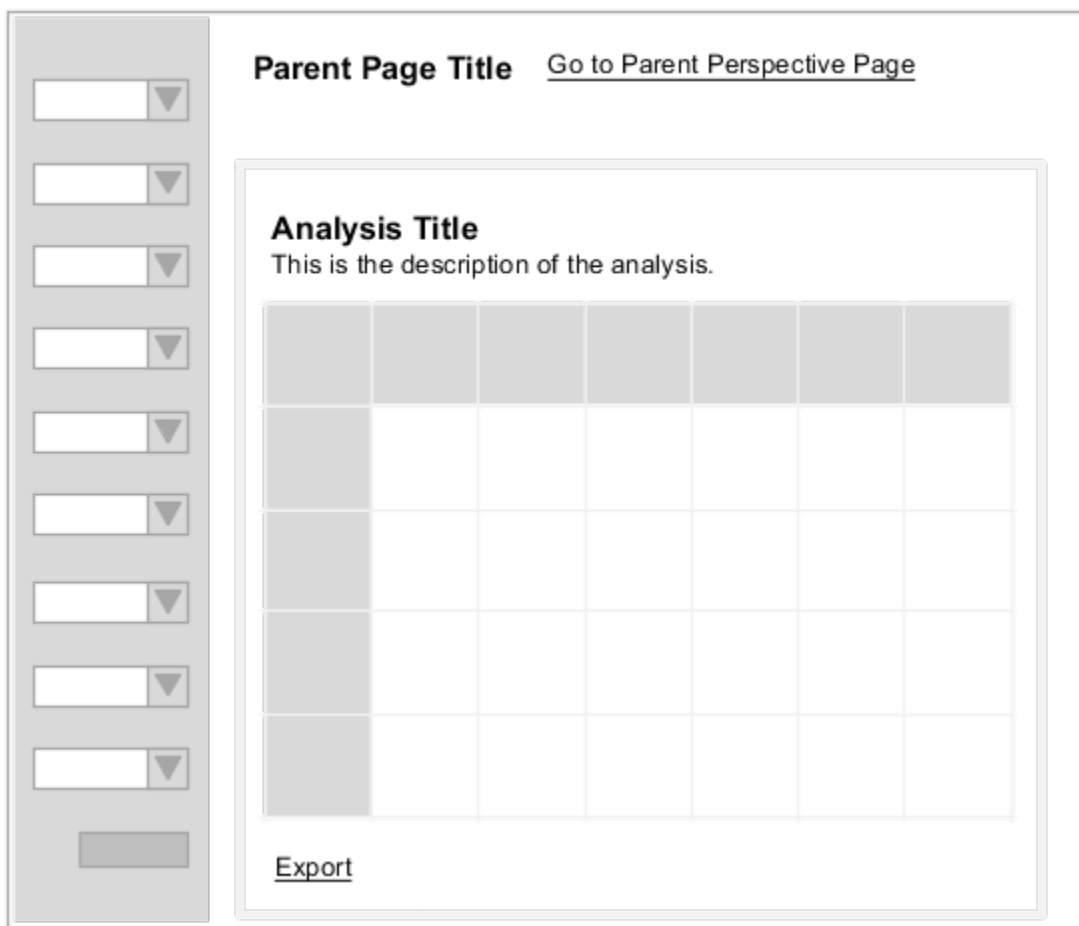 Parent Page Title Go to Parent Perspective Page
Analysis Title
This is the description of the analysis.
Export